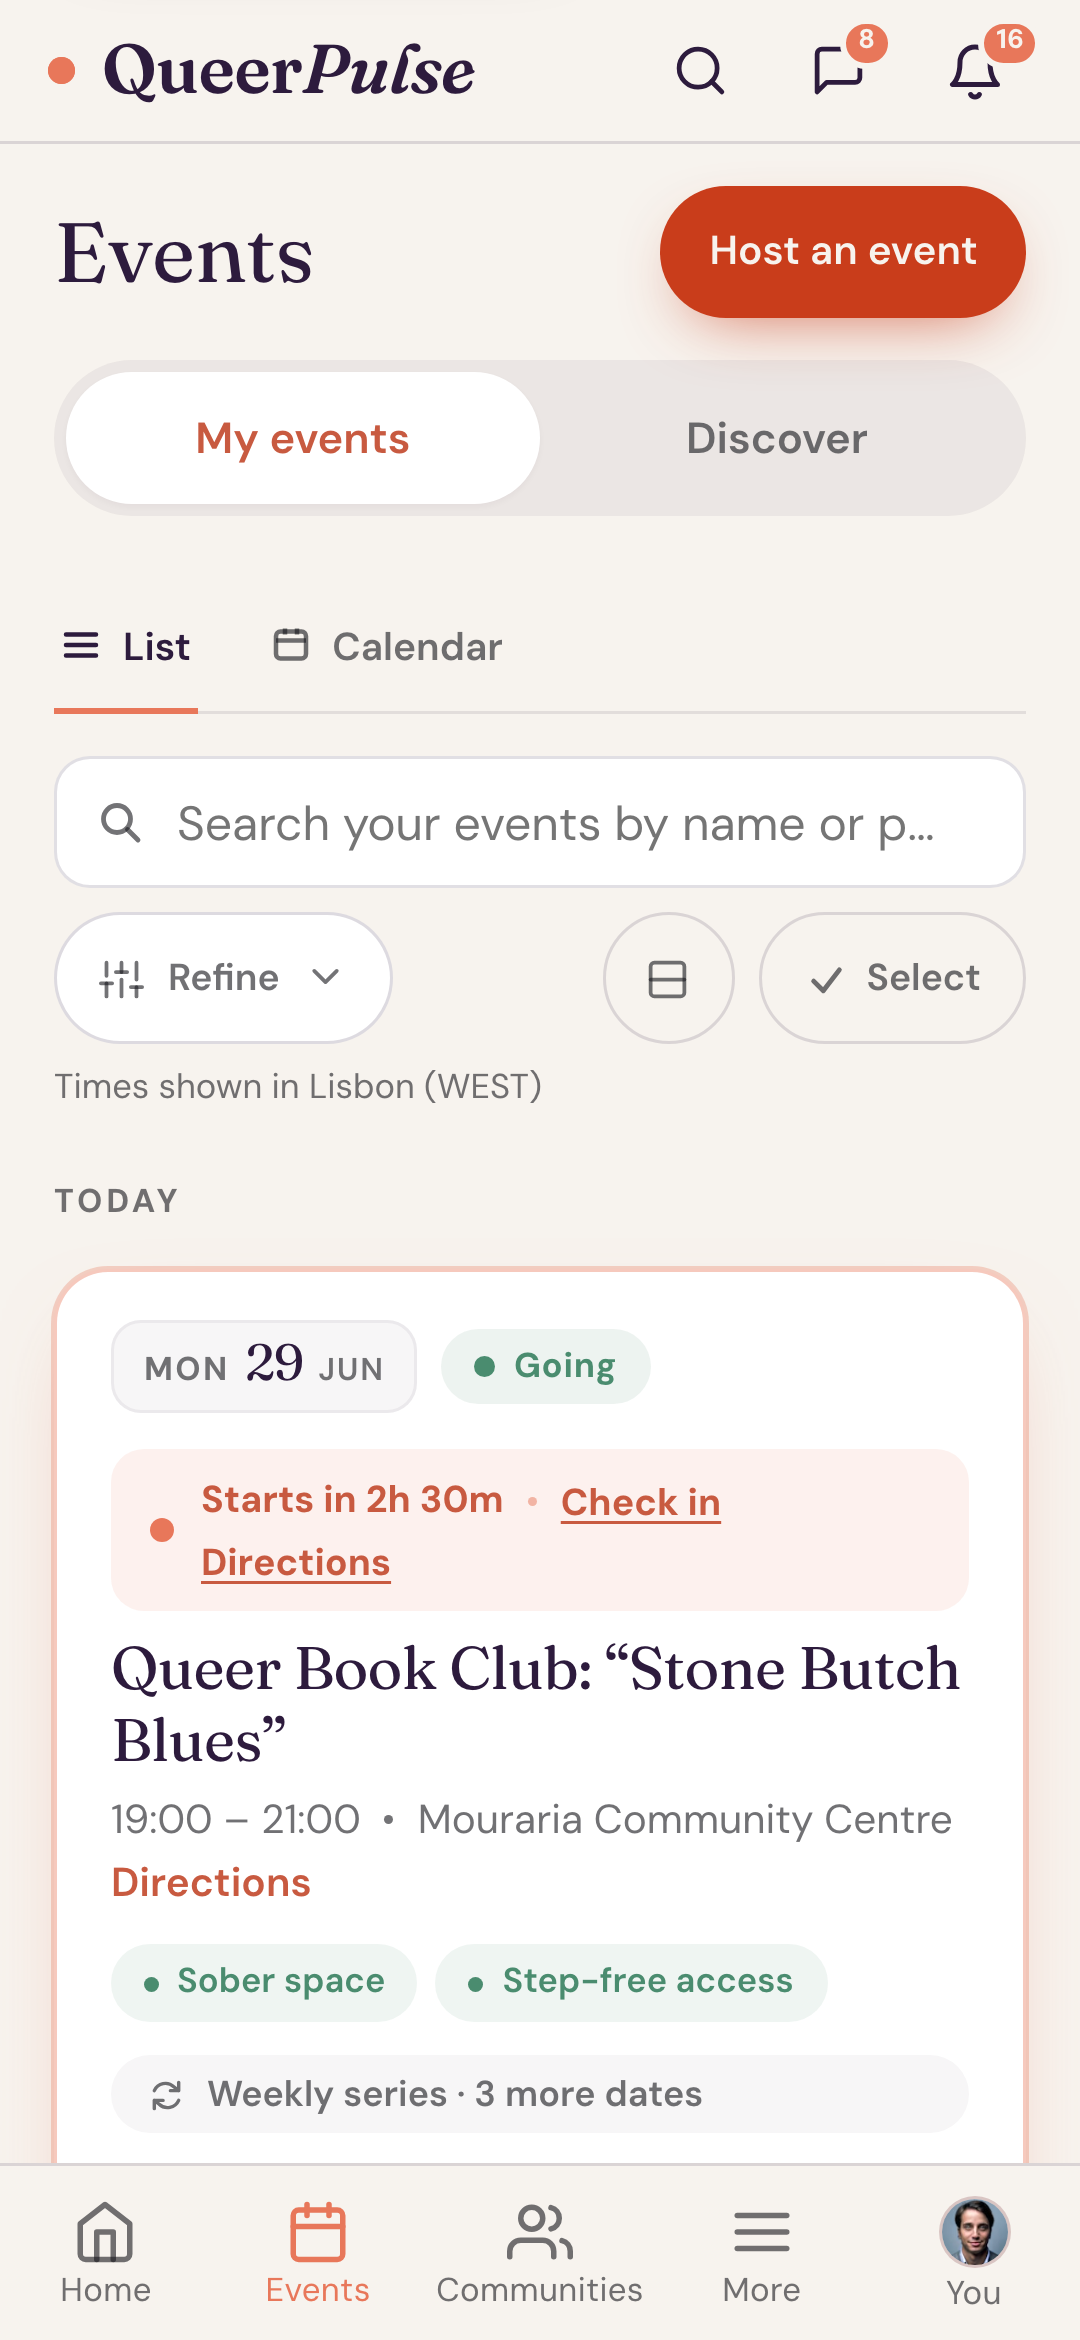 QueerPulse
8
16
Events
Host an event
My events
Discover
List
Calendar
Search your events by name or p...
Refine
Select
Times shown in Lisbon (WEST)
TODAY
MON 29 JUN
Going
Starts in 2h 30m • Check in
Directions
Queer Book Club: “Stone Butch
Blues”
19:00 – 21:00 • Mouraria Community Centre
Directions
Sober space
Step-free access
Weekly series · 3 more dates
Home
Events
Communities
More
You